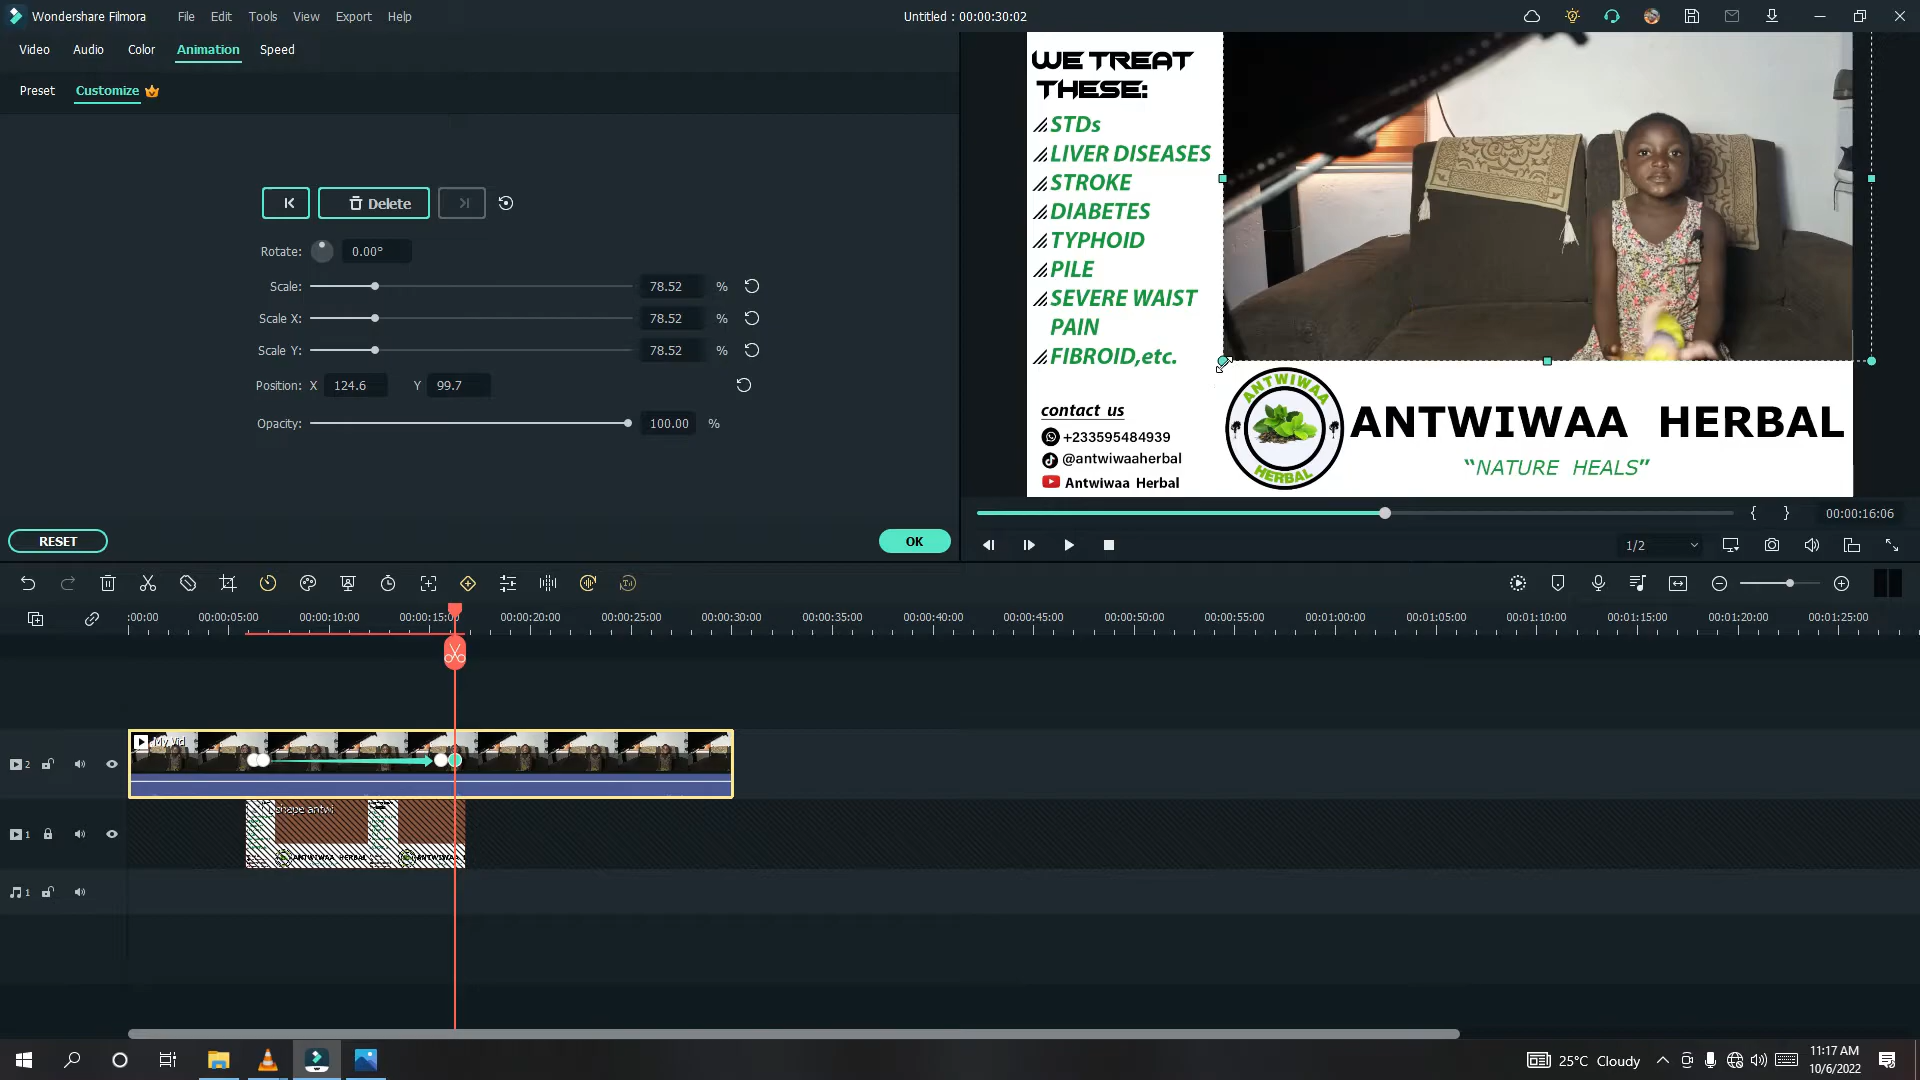 Wondershare Filmora File Edit Tools View Export Help Untitled : 00:00:30:02
Video Audio Color Animation Speed
Preset Customize
Delete
Rotate: 0.00°
Scale: 78.52 %
Scale X: 78.52 %
Scale Y: 78.52 %
Position: X 124.6 Y 99.7
Opacity: 100.00 %
RESET OK
WE TREAT
THESE:
STDs
LIVER DISEASES
STROKE
DIABETES
TYPHOID
PILE
SEVERE WAIST
PAIN
FIBROID,etc.
contact us
+233595484939
@antwiwaaherbal
Antwiwaa Herbal
ANTWIWAA
HERBAL
ANTWIWAA HERBAL
“NATURE HEALS”
{ } 00:00:16:06
1/2
:00:00 00:00:05:00 00:00:10:00 00:00:15:00 00:00:20:00 00:00:25:00 00:00:30:00 00:00:35:00 00:00:40:00 00:00:45:00 00:00:50:00 00:00:55:00 00:01:00:00 00:01:05:00 00:01:10:00 00:01:15:00 00:01:20:00 00:01:25:00
My Vid
2
shape antwi
1
ANTWIWAA HERBAL ANTWIWAA
1
25°C Cloudy
11:17 AM
10/6/2022